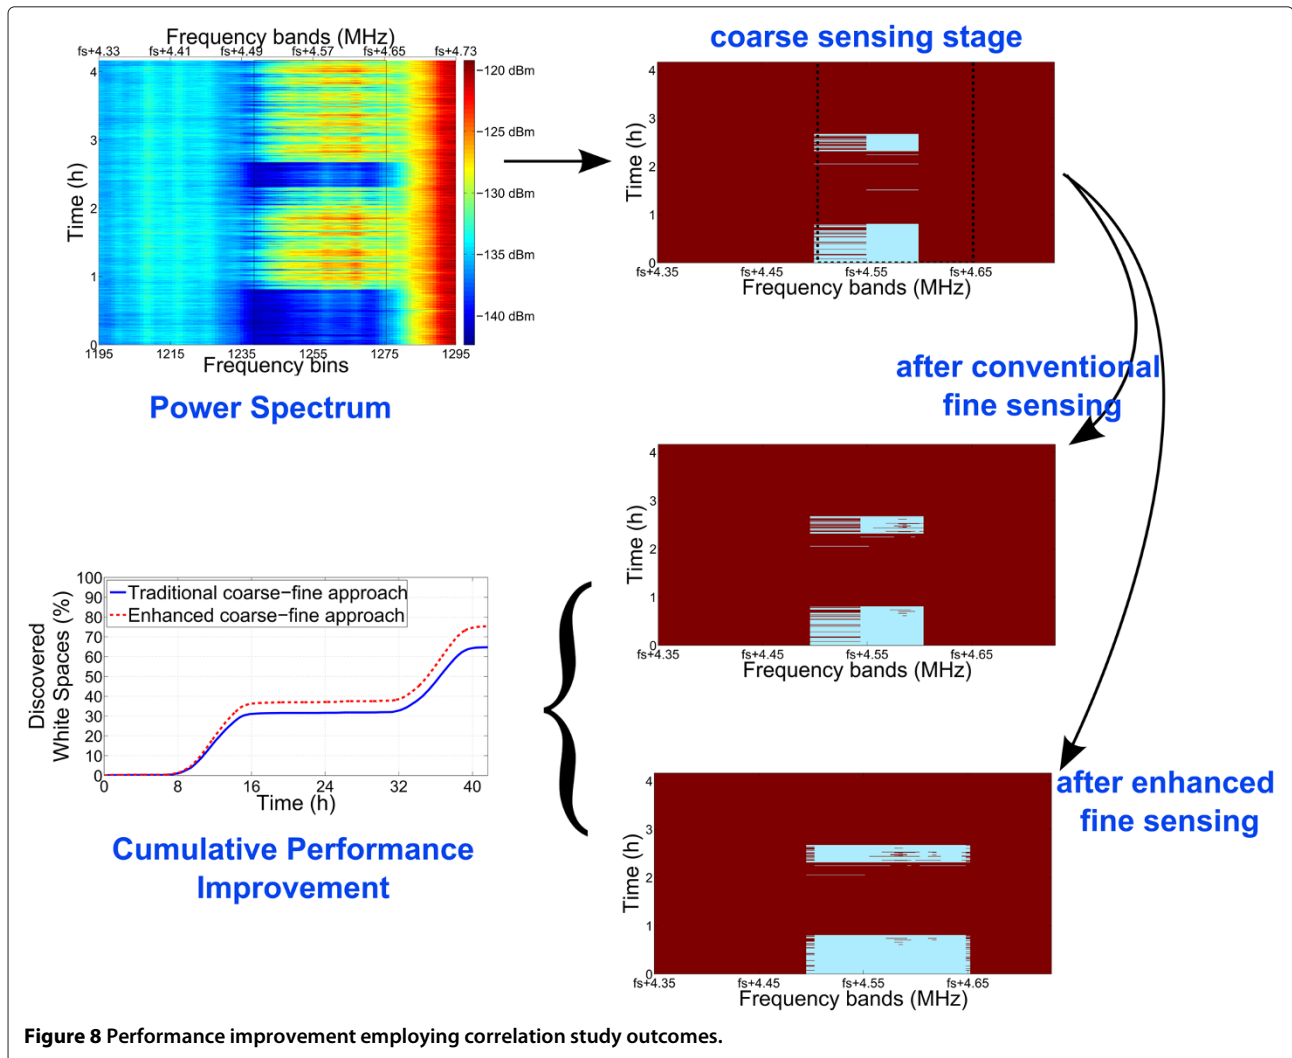 Frequency bands (MHz)
fs+4.33 fs+4.41 fs+4.49 fs+4.57 fs+4.65 fs+4.73
Time (h)
4
3
2
1
0
−120 dBm
−125 dBm
−130 dBm
−135 dBm
−140 dBm
1195 1215 1235 1255 1275 1295
Frequency bins
Power Spectrum
coarse sensing stage
Time (h)
4
3
2
1
0
fs+4.35 fs+4.45 fs+4.55 fs+4.65
Frequency bands (MHz)
after conventional
fine sensing
Time (h)
4
3
2
1
0
fs+4.35 fs+4.45 fs+4.55 fs+4.65
Frequency bands (MHz)
after enhanced
fine sensing
Time (h)
4
3
2
1
0
fs+4.35 fs+4.45 fs+4.55 fs+4.65
Frequency bands (MHz)
Discovered
White Spaces (%)
100
90
80
70
60
50
40
30
20
10
0
Traditional coarse−fine approach
Enhanced coarse−fine approach
0 8 16 24 32 40
Time (h)
Cumulative Performance
Improvement
Figure 8 Performance improvement employing correlation study outcomes.